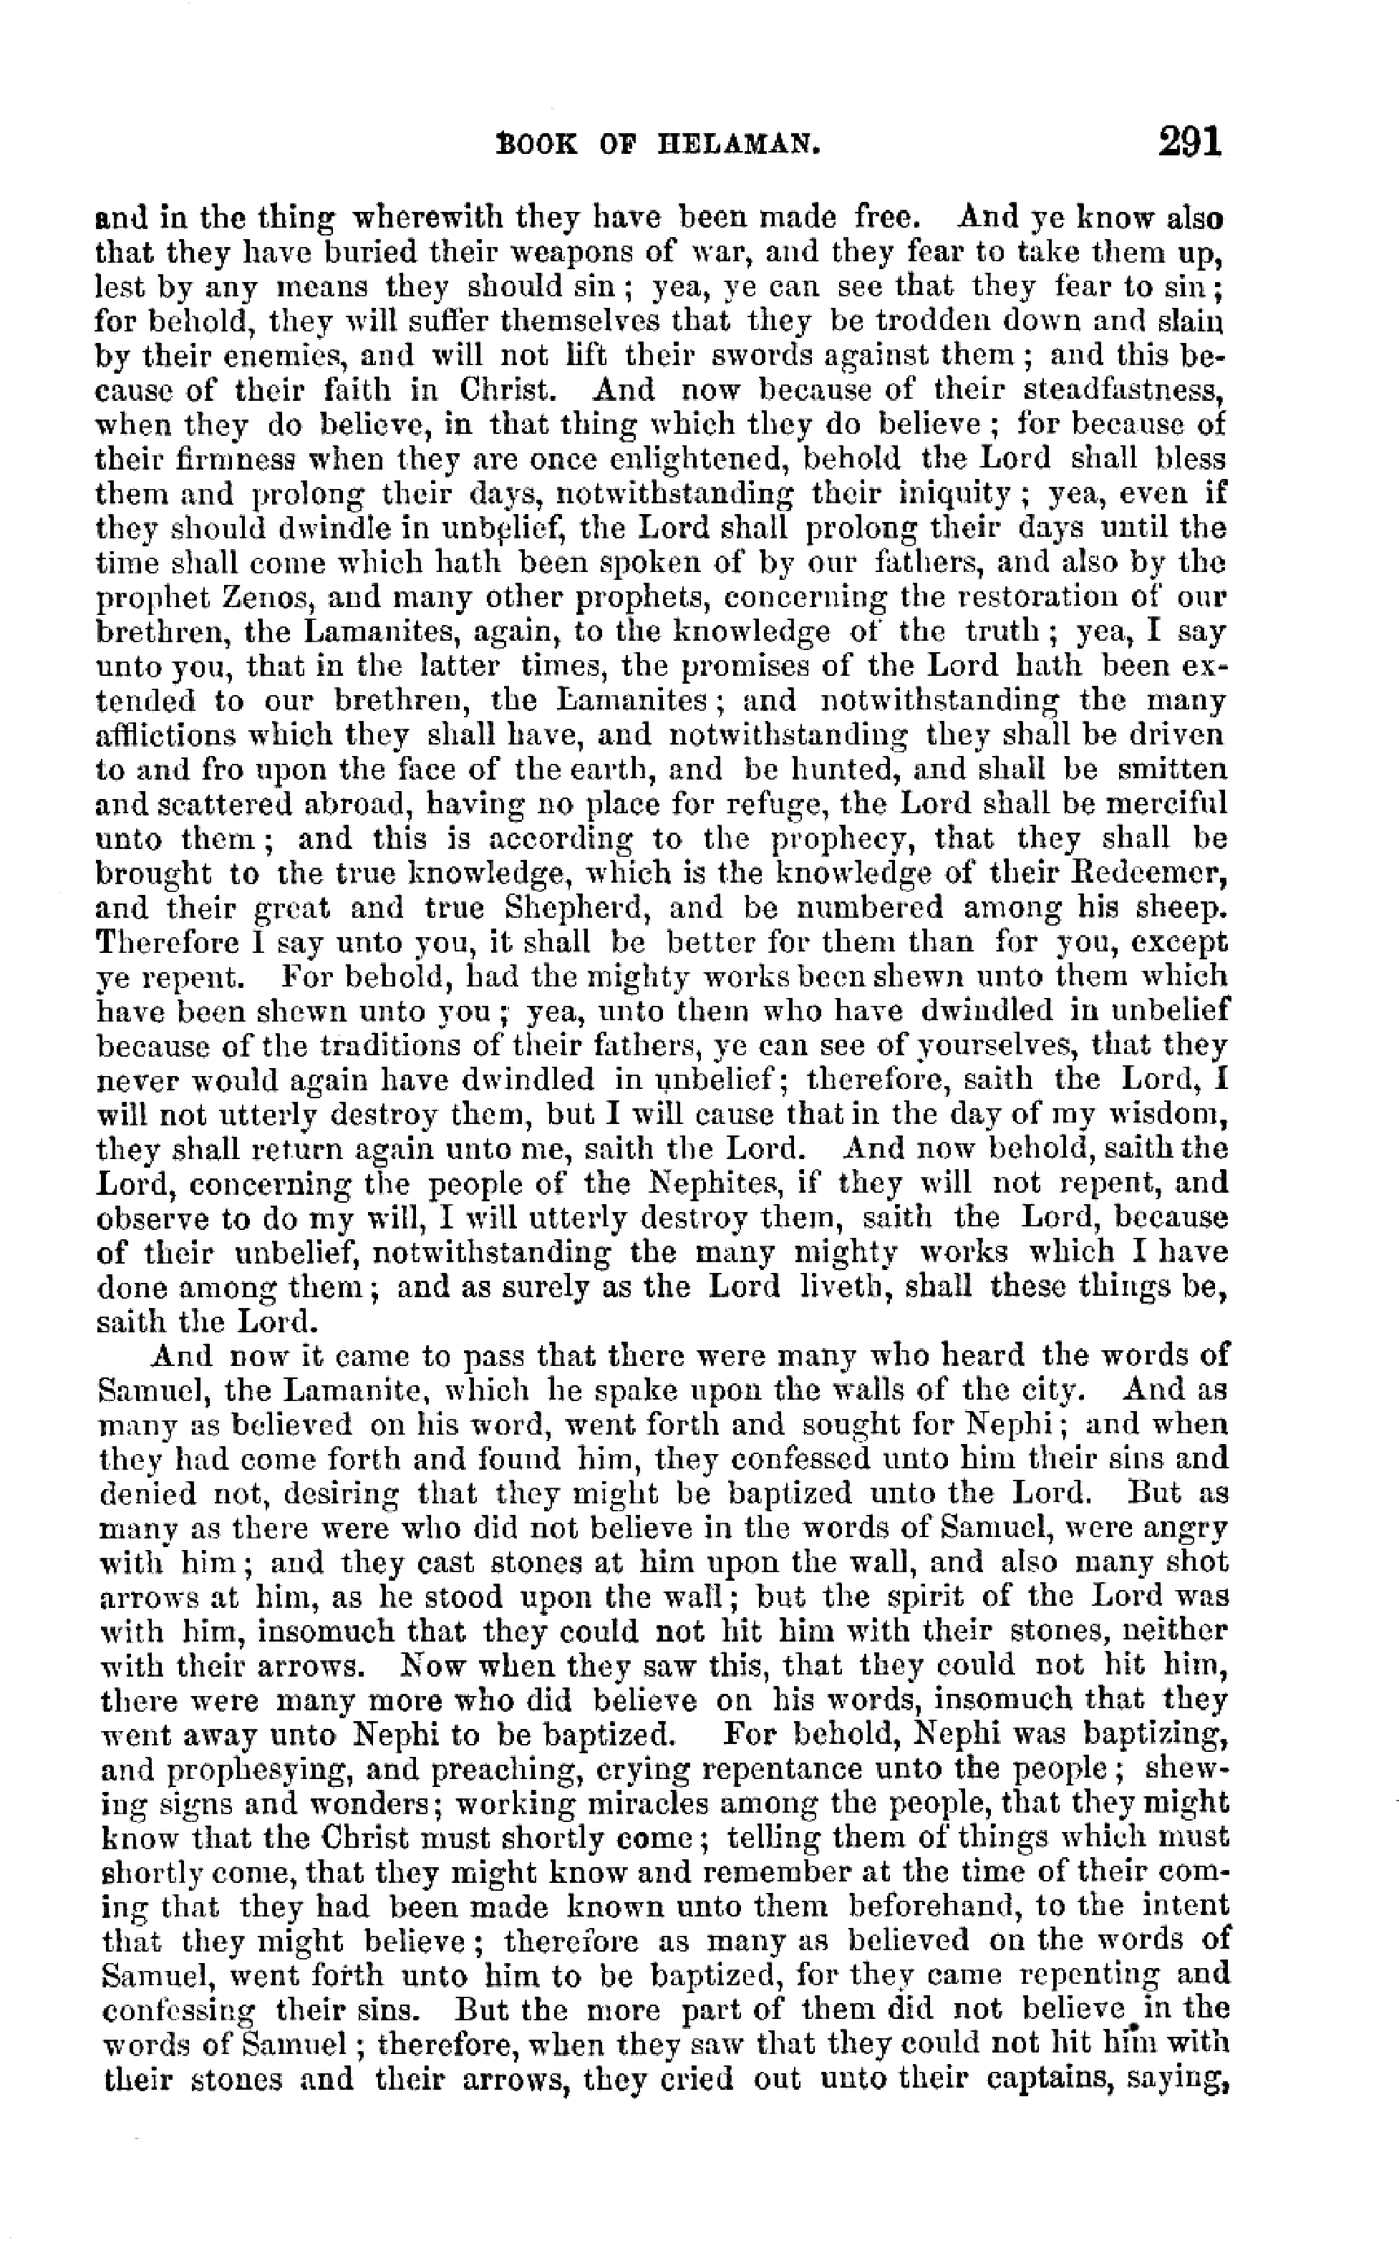 BOOK OF HELAMAN. 291
and in the thing wherewith they have been made free. And ye know also
that they have buried their weapons of war, and they fear to take them up,
lest by any means they should sin; yea, ye can see that they fear to sin;
for behold, they will suffer themselves that they be trodden down and slain
by their enemies, and will not lift their swords against them; and this be-
cause of their faith in Christ. And now because of their steadfastness,
when they do believe, in that thing which they do believe; for because of
their firmness when they are once enlightened, behold the Lord shall bless
them and prolong their days, notwithstanding their iniquity; yea, even if
they should dwindle in unbelief, the Lord shall prolong their days until the
time shall come which hath been spoken of by our fathers, and also by the
prophet Zenos, and many other prophets, concerning the restoration of our
brethren, the Lamanites, again, to the knowledge of the truth; yea, I say
unto you, that in the latter times, the promises of the Lord hath been ex-
tended to our brethren, the Lamanites; and notwithstanding the many
afflictions which they shall have, and notwithstanding they shall be driven
to and fro upon the face of the earth, and be hunted, and shall be smitten
and scattered abroad, having no place for refuge, the Lord shall be merciful
unto them; and this is according to the prophecy, that they shall be
brought to the true knowledge, which is the knowledge of their Redeemer,
and their great and true Shepherd, and be numbered among his sheep.
Therefore I say unto you, it shall be better for them than for you, except
ye repent. For behold, had the mighty works been shewn unto them which
have been shewn unto you; yea, unto them who have dwindled in unbelief
because of the traditions of their fathers, ye can see of yourselves, that they
never would again have dwindled in unbelief; therefore, saith the Lord, I
will not utterly destroy them, but I will cause that in the day of my wisdom,
they shall return again unto me, saith the Lord. And now behold, saith the
Lord, concerning the people of the Nephites, if they will not repent, and
observe to do my will, I will utterly destroy them, saith the Lord, because
of their unbelief, notwithstanding the many mighty works which I have
done among them; and as surely as the Lord liveth, shall these things be,
saith the Lord.
And now it came to pass that there were many who heard the words of
Samuel, the Lamanite, which he spake upon the walls of the city. And as
many as believed on his word, went forth and sought for Nephi; and when
they had come forth and found him, they confessed unto him their sins and
denied not, desiring that they might be baptized unto the Lord. But as
many as there were who did not believe in the words of Samuel, were angry
with him; and they cast stones at him upon the wall, and also many shot
arrows at him, as he stood upon the wall; but the spirit of the Lord was
with him, insomuch that they could not hit him with their stones, neither
with their arrows. Now when they saw this, that they could not hit him,
there were many more who did believe on his words, insomuch that they
went away unto Nephi to be baptized. For behold, Nephi was baptizing,
and prophesying, and preaching, crying repentance unto the people; shew-
ing signs and wonders; working miracles among the people, that they might
know that the Christ must shortly come; telling them of things which must
shortly come, that they might know and remember at the time of their com-
ing that they had been made known unto them beforehand, to the intent
that they might believe; therefore as many as believed on the words of
Samuel, went forth unto him to be baptized, for they came repenting and
confessing their sins. But the more part of them did not believe in the
words of Samuel; therefore, when they saw that they could not hit him with
their stones and their arrows, they cried out unto their captains, saying,